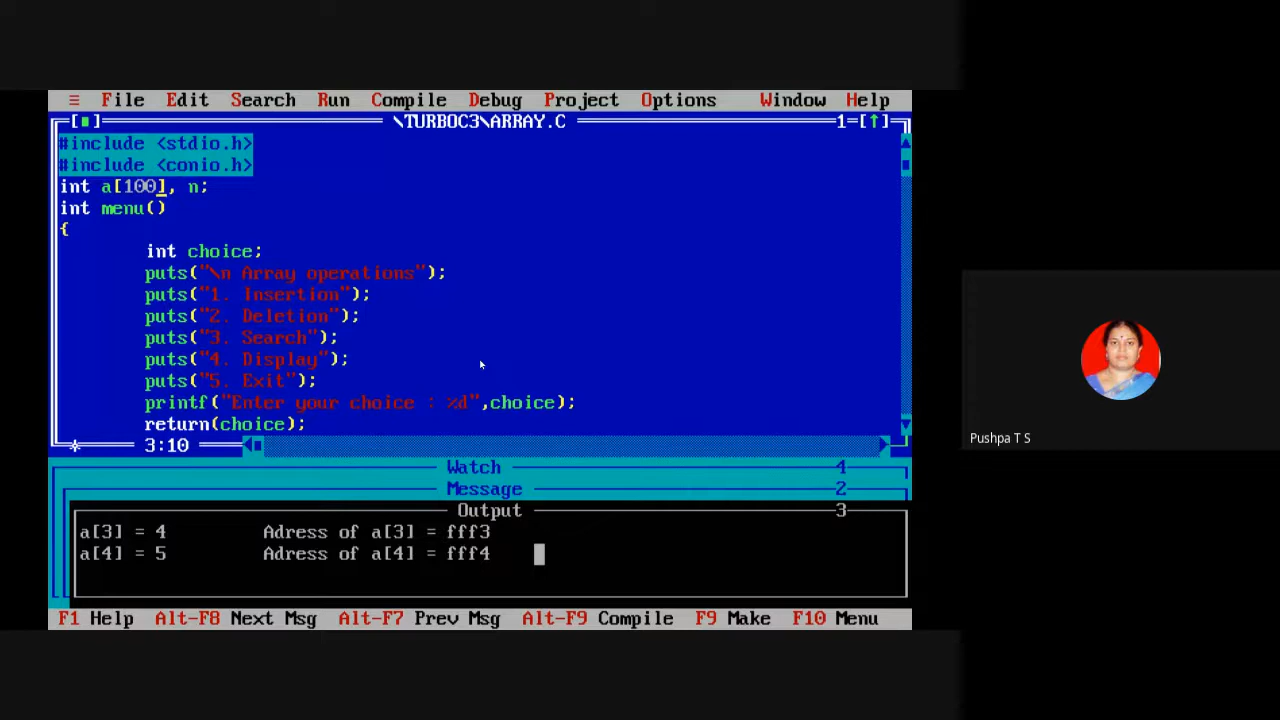 ≡ File Edit Search Run Compile Debug Project Options Window Help
[■] \TURBOC3\ARRAY.C 1=[↑]
#include <stdio.h>
#include <conio.h>
int a[100], n;
int menu()
{
int choice;
puts("\n Array operations");
puts("1. Insertion");
puts("2. Deletion");
puts("3. Search");
puts("4. Display");
puts("5. Exit");
printf("Enter your choice : %d",choice);
return(choice);
3:10
Watch 4
Message 2
Output 3
a[3] = 4 Adress of a[3] = fff3
a[4] = 5 Adress of a[4] = fff4
F1 Help Alt-F8 Next Msg Alt-F7 Prev Msg Alt-F9 Compile F9 Make F10 Menu
Pushpa T S